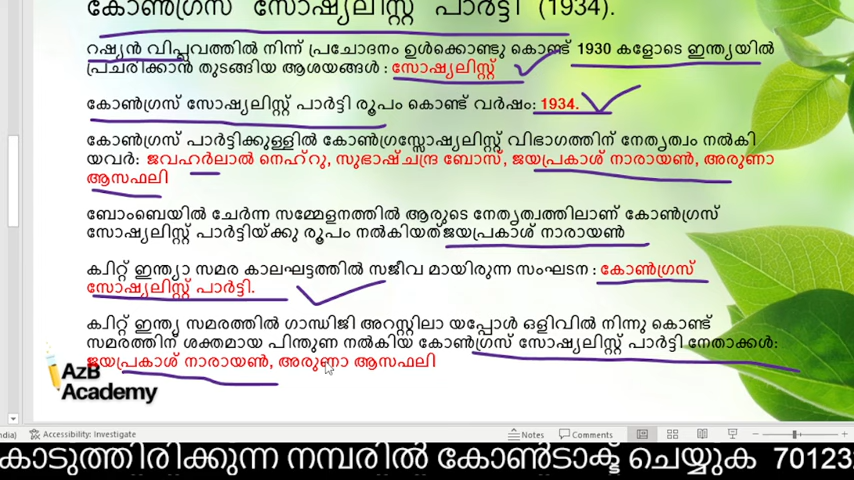 കോൺഗ്രസ് സോഷ്യലിസ്റ്റ് പാർട്ടി (1934).
റഷ്യൻ വിപ്ലവത്തിൽ നിന്ന് പ്രചോദനം ഉൾക്കൊണ്ടു കൊണ്ട് 1930 കളോടെ ഇന്ത്യയിൽ
പ്രചരിക്കാൻ തുടങ്ങിയ ആശയങ്ങൾ : സോഷ്യലിസ്റ്റ്
കോൺഗ്രസ് സോഷ്യലിസ്റ്റ് പാർട്ടി രൂപം കൊണ്ട് വർഷം: 1934.
കോൺഗ്രസ് പാർട്ടിക്കുള്ളിൽ കോൺഗ്രസ്സോഷ്യലിസ്റ്റ് വിഭാഗത്തിന് നേതൃത്വം നൽകി
യവർ: ജവഹർലാൽ നെഹ്റു, സുഭാഷ്ചന്ദ്ര ബോസ്, ജയപ്രകാശ് നാരായൺ, അരുണാ
ആസഫലി
ബോംബെയിൽ ചേർന്ന സമ്മേളനത്തിൽ ആരുടെ നേതൃത്വത്തിലാണ് കോൺഗ്രസ്
സോഷ്യലിസ്റ്റ് പാർട്ടിയ്ക്കു രൂപം നൽകിയത്ജയപ്രകാശ് നാരായൺ
ക്വിറ്റ് ഇന്ത്യാ സമര കാലഘട്ടത്തിൽ സജീവ മായിരുന്ന സംഘടന : കോൺഗ്രസ്
സോഷ്യലിസ്റ്റ് പാർട്ടി.
ക്വിറ്റ് ഇന്ത്യ സമരത്തിൽ ഗാന്ധിജി അറസ്റ്റിലാ യപ്പോൾ ഒളിവിൽ നിന്നു കൊണ്ട്
സമരത്തിന് ശക്തമായ പിന്തുണ നൽകിയ കോൺഗ്രസ് സോഷ്യലിസ്റ്റ് പാർട്ടി നേതാക്കൾ:
ജയപ്രകാശ് നാരായൺ, അരുണാ ആസഫലി
AzB
Academy
ndia)
Accessibility: Investigate
Notes
Comments
കോടുത്തിരിക്കുന്ന നമ്പരിൽ കോൺടാക്ട് ചെയ്യുക 70123